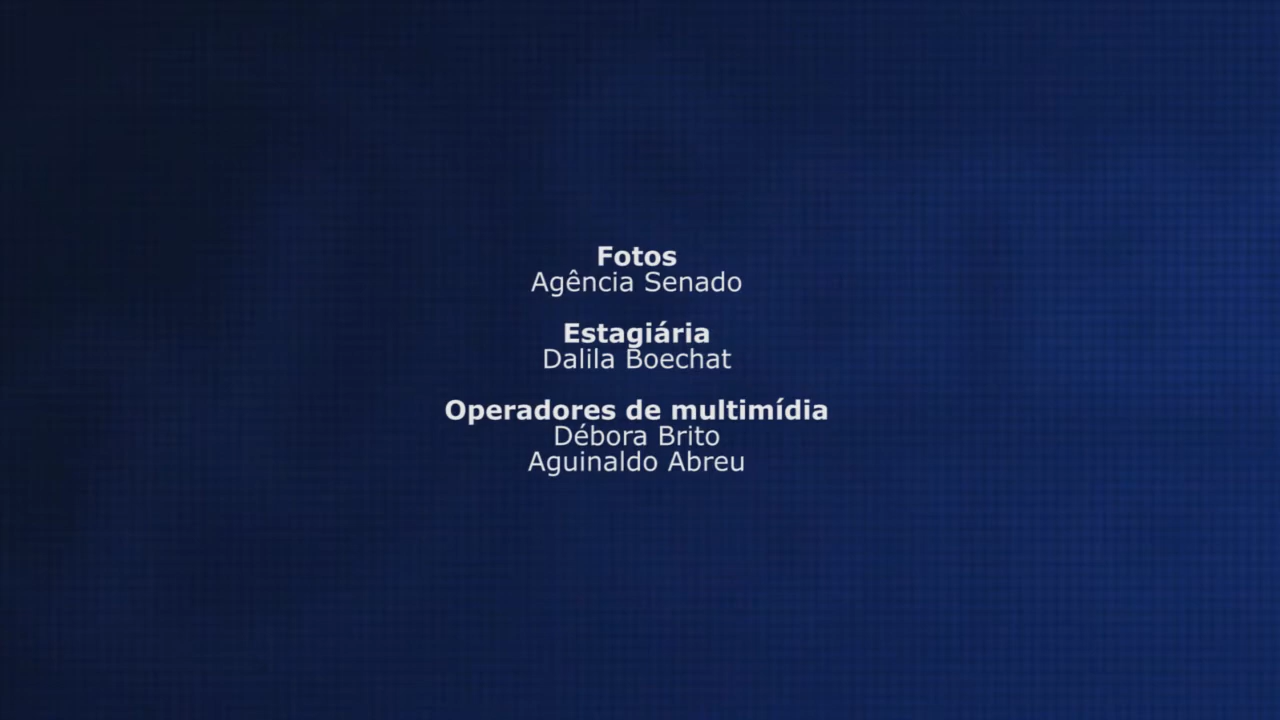 Fotos
Agência Senado
Estagiária
Dalila Boechat
Operadores de multimídia
Débora Brito
Aguinaldo Abreu